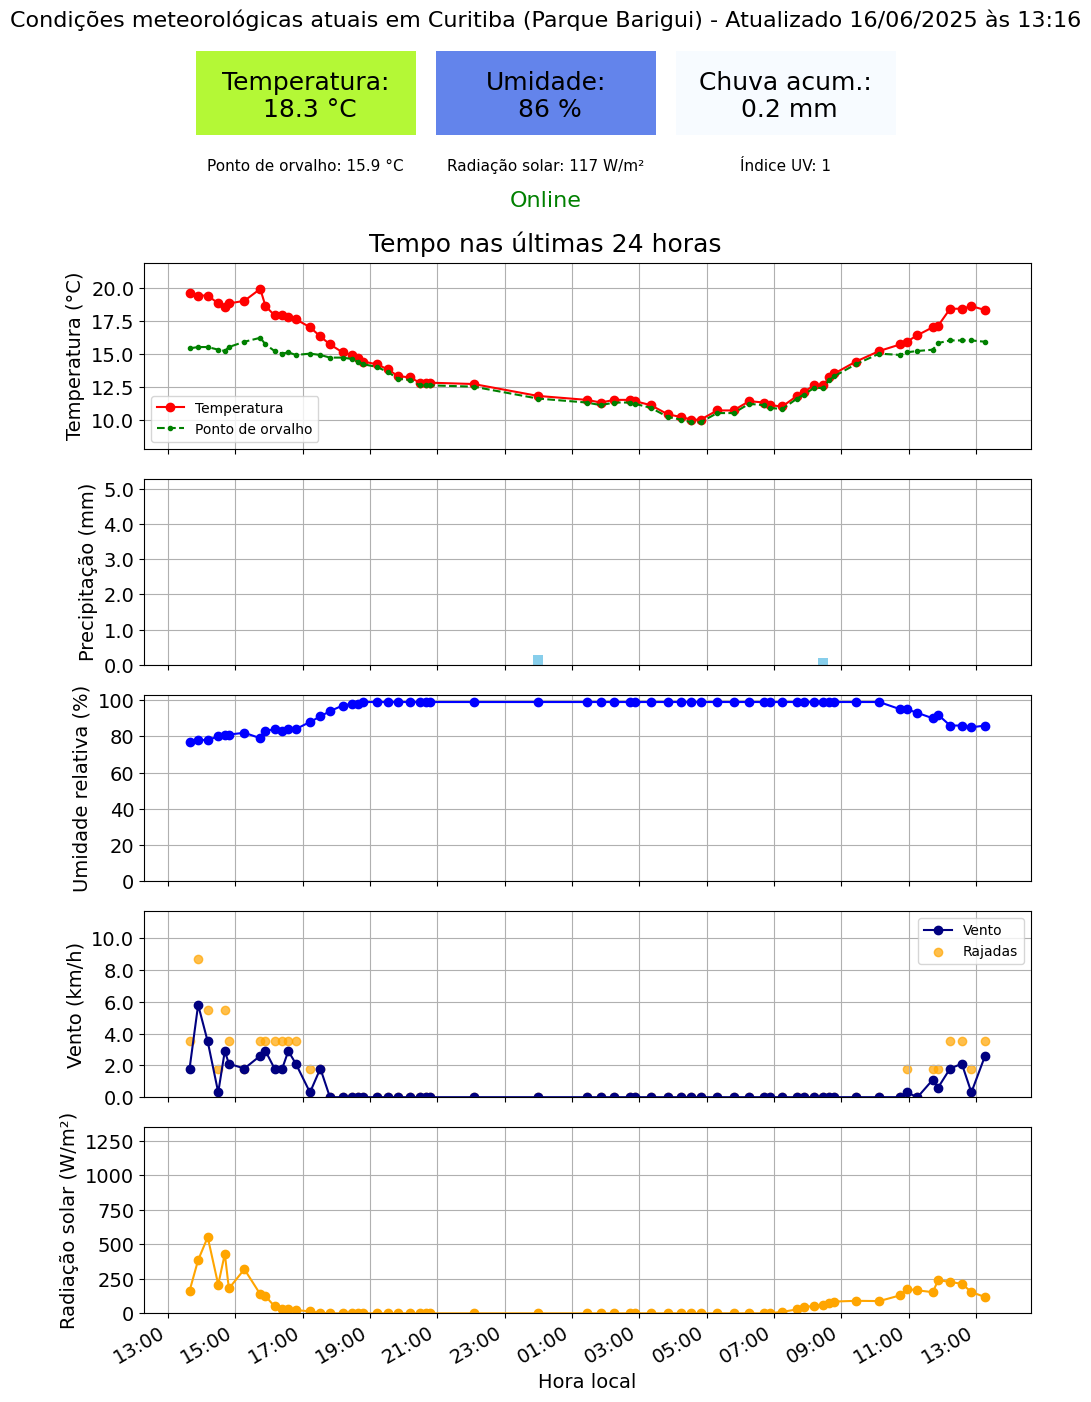 Condições meteorológicas atuais em Curitiba (Parque Barigui) - Atualizado 16/06/2025 às 13:16
Temperatura:
18.3 °C
Umidade:
86 %
Chuva acum.:
0.2 mm
Ponto de orvalho: 15.9 °C
Radiação solar: 117 W/m²
Índice UV: 1
Online
Tempo nas últimas 24 horas
Temperatura (°C)
20.0
17.5
15.0
12.5
10.0
Temperatura
Ponto de orvalho
Precipitação (mm)
5.0
4.0
3.0
2.0
1.0
0.0
Umidade relativa (%)
100
80
60
40
20
0
Vento (km/h)
10.0
8.0
6.0
4.0
2.0
0.0
Vento
Rajadas
Radiação solar (W/m²)
1250
1000
750
500
250
0
13:00
15:00
17:00
19:00
21:00
23:00
01:00
03:00
05:00
07:00
09:00
11:00
13:00
Hora local